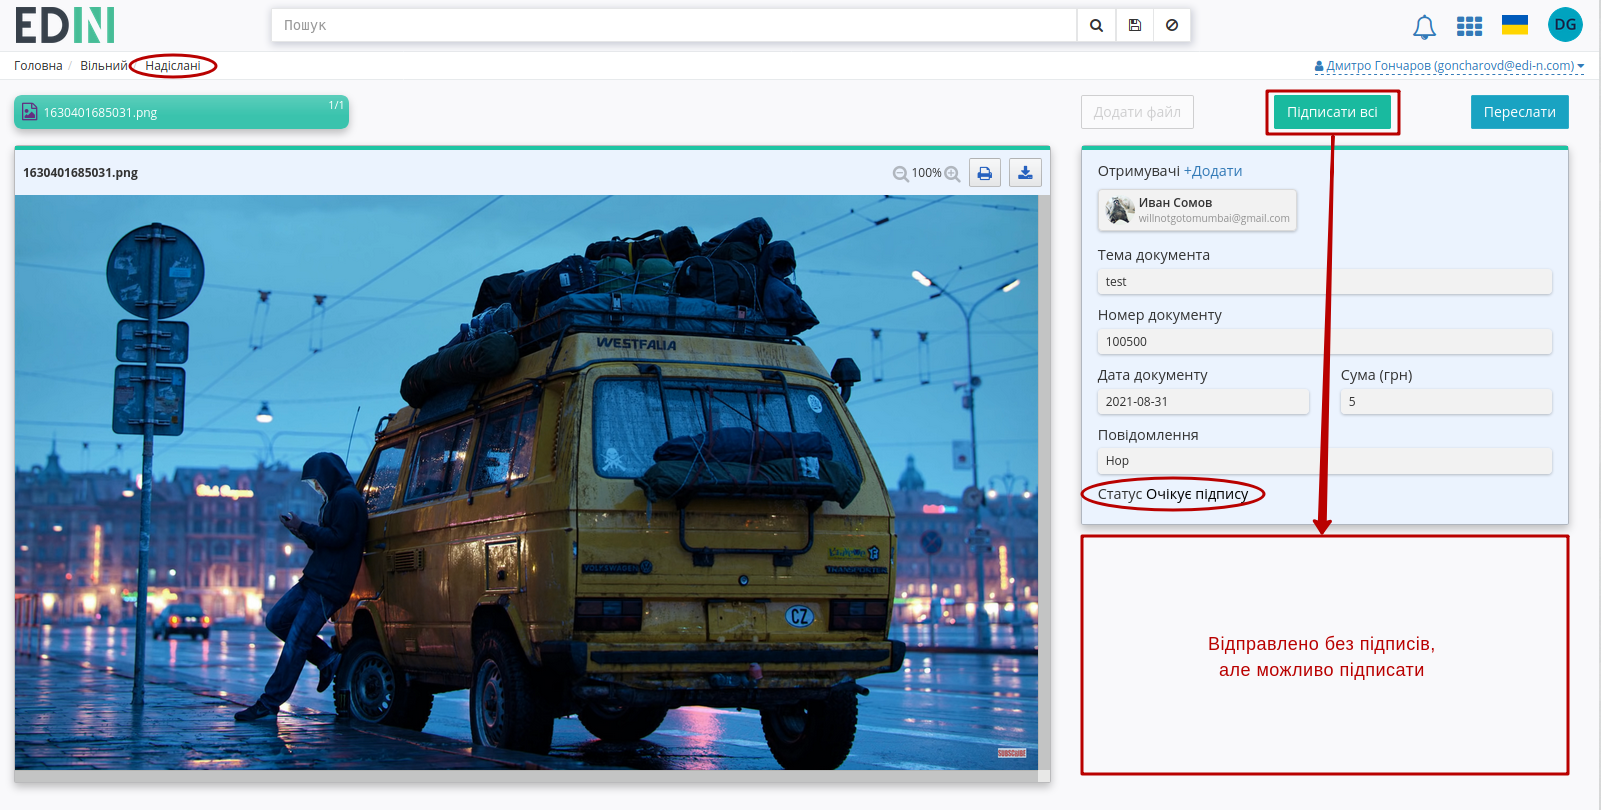 EDIN
Пошук
DG
Головна / Вільний / Надіслані
Дмитро Гончаров (goncharovd@edi-n.com)
1630401685031.png
1/1
Додати файл
Підписати всі
Переслати
1630401685031.png
100%
Отримувачі +Додати
Иван Сомов
willnotgotomumbai@gmail.com
Тема документа
test
Номер документу
100500
Дата документу
Сума (грн)
2021-08-31
5
Повідомлення
Hop
Статус Очікує підпису
Відправлено без підписів,
але можливо підписати
WESTFALIA
VOLKSWAGEN
CZ
SUBSCRIBE